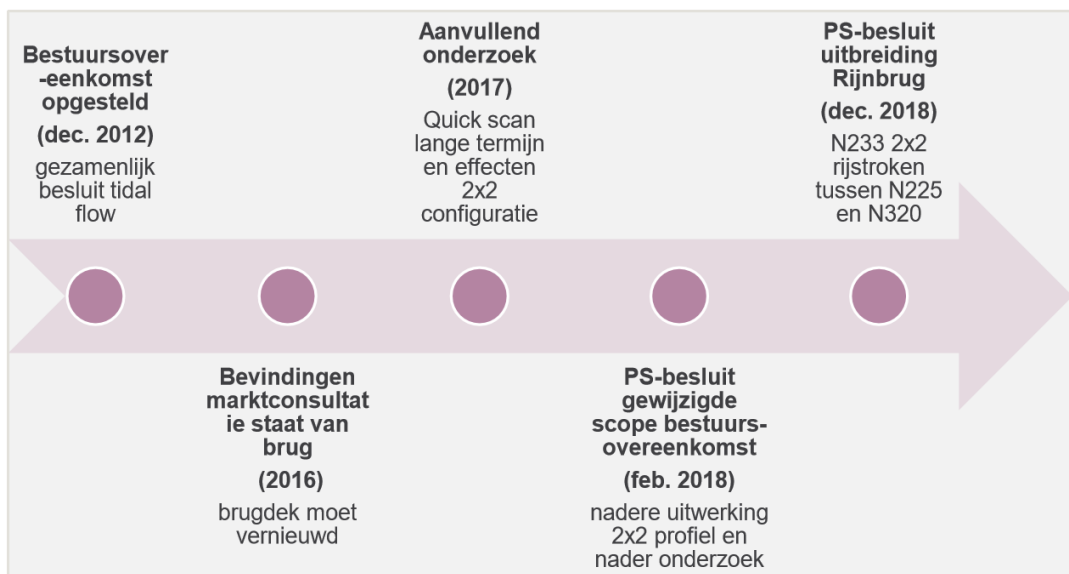 Bestuursover
-eenkomst
opgesteld
(dec. 2012)
gezamenlijk
besluit tidal
flow
Bevindingen
marktconsultat
ie staat van
brug
(2016)
brugdek moet
vernieuwd
Aanvullend
onderzoek
(2017)
Quick scan
lange termijn
en effecten
2x2
configuratie
PS-besluit
gewijzigde
scope bestuurs-
overeenkomst
(feb. 2018)
nadere uitwerking
2x2 profiel en
nader onderzoek
PS-besluit
uitbreiding
Rijnbrug
(dec. 2018)
N233 2x2
rijstroken
tussen N225
en N320